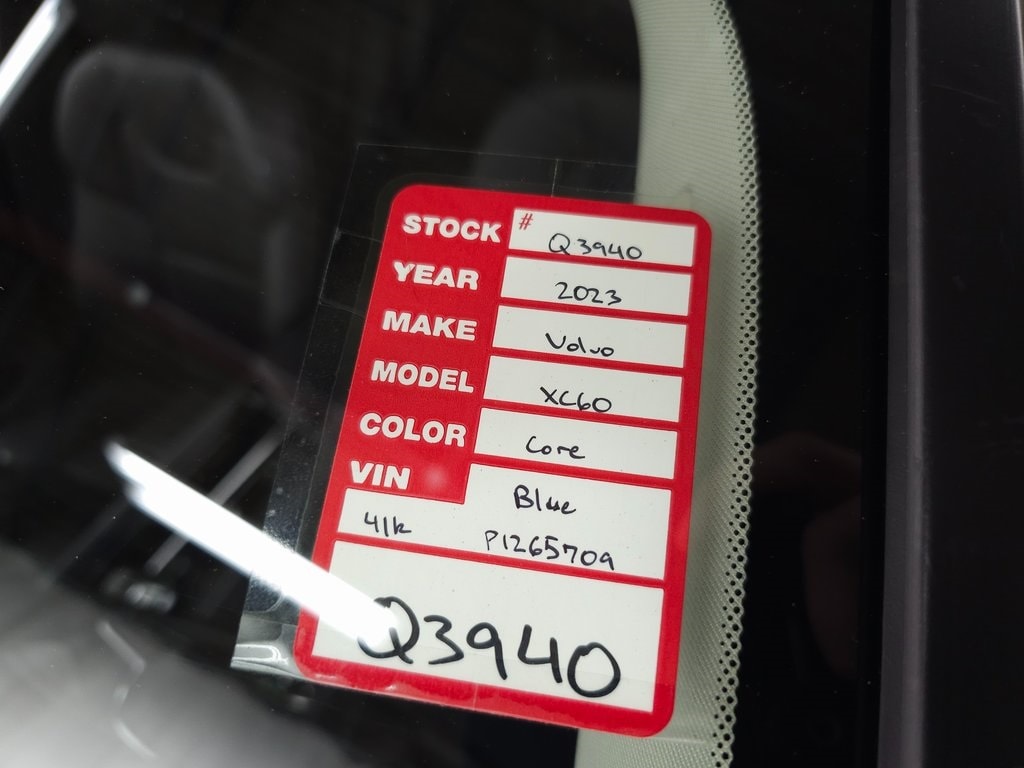 STOCK # Q3940
YEAR 2023
MAKE Volvo
MODEL XC60
COLOR Core
VIN Blue
41k P1265709
Q3940